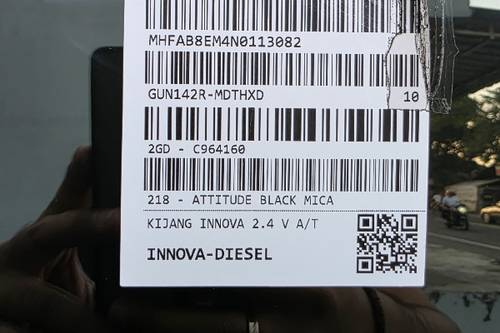 MHFAB8EM4N0113082
GUN142R-MDTHXD 10
2GD - C964160
218 - ATTITUDE BLACK MICA
KIJANG INNOVA 2.4 V A/T
INNOVA-DIESEL